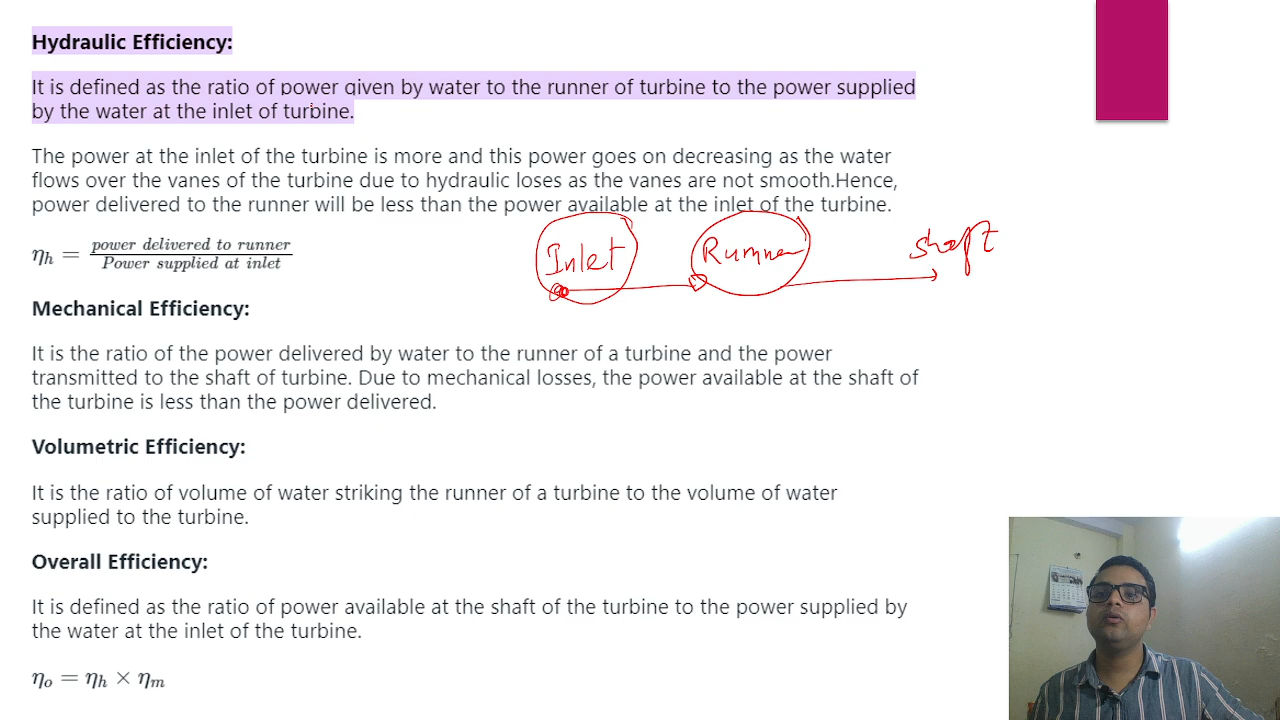 Hydraulic Efficiency:
It is defined as the ratio of power given by water to the runner of turbine to the power supplied
by the water at the inlet of turbine.
The power at the inlet of the turbine is more and this power goes on decreasing as the water
flows over the vanes of the turbine due to hydraulic loses as the vanes are not smooth.Hence,
power delivered to the runner will be less than the power available at the inlet of the turbine.
Inlet Runner shaft
ηh = power delivered to runner / Power supplied at inlet
Mechanical Efficiency:
It is the ratio of the power delivered by water to the runner of a turbine and the power
transmitted to the shaft of turbine. Due to mechanical losses, the power available at the shaft of
the turbine is less than the power delivered.
Volumetric Efficiency:
It is the ratio of volume of water striking the runner of a turbine to the volume of water
supplied to the turbine.
Overall Efficiency:
It is defined as the ratio of power available at the shaft of the turbine to the power supplied by
the water at the inlet of the turbine.
ηo = ηh × ηm